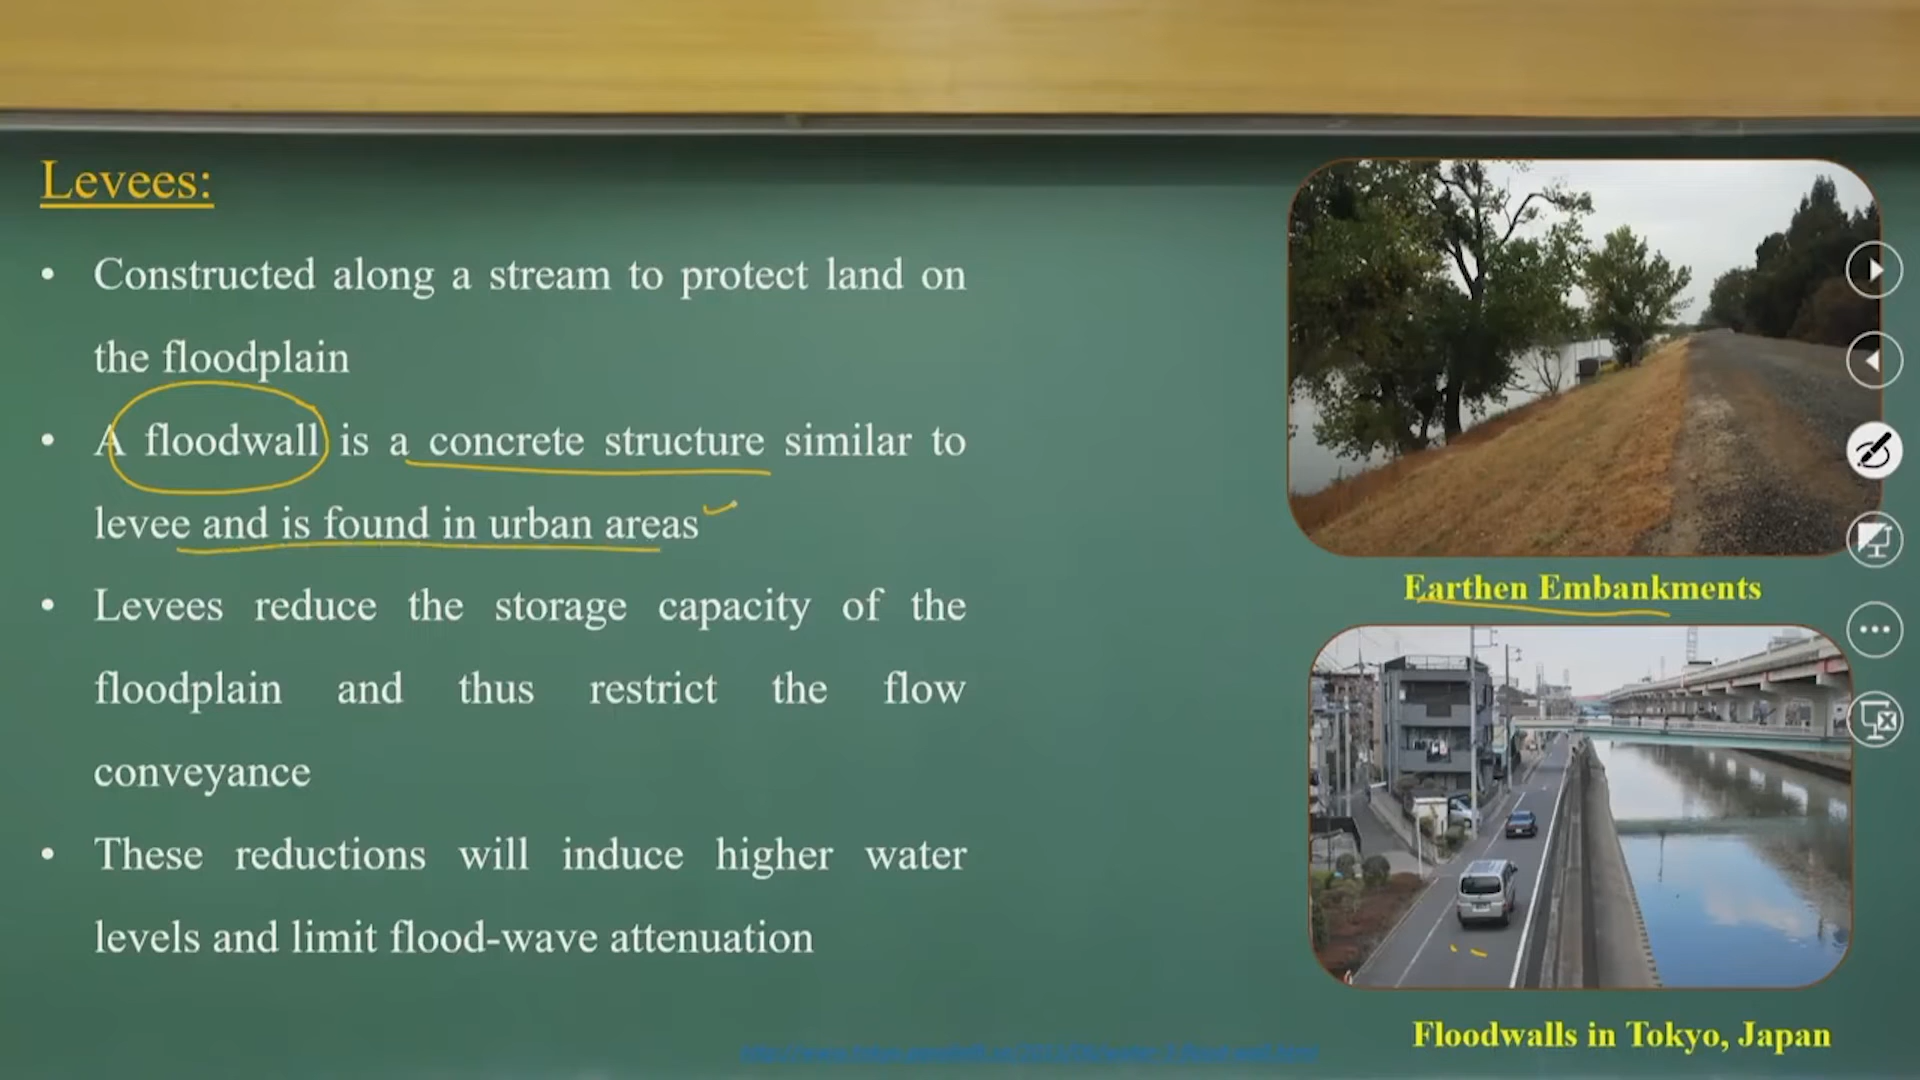 Levees:
• Constructed along a stream to protect land on
the floodplain
• A floodwall is a concrete structure similar to
levee and is found in urban areas
• Levees reduce the storage capacity of the
floodplain and thus restrict the flow
conveyance
• These reductions will induce higher water
levels and limit flood-wave attenuation
Earthen Embankments
Floodwalls in Tokyo, Japan